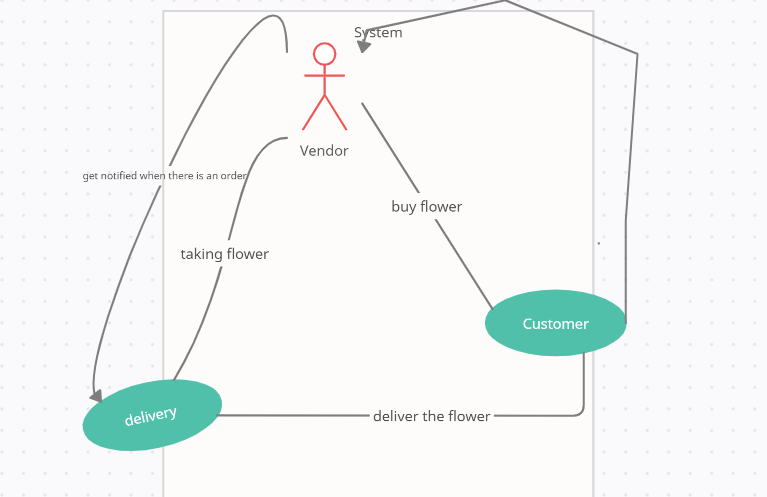 System
Vendor
get notified when there is an order
buy flower
taking flower
Customer
delivery
deliver the flower